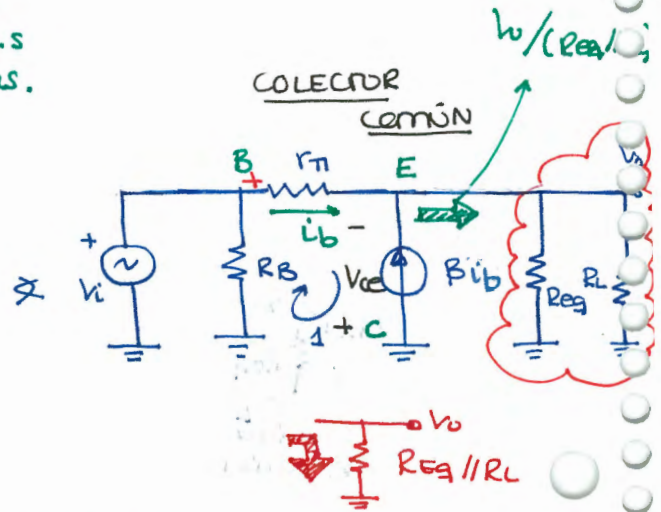 COLECTOR
COMÚN
Vo/(REQ//
B
+
rπ
E
ib
-
+
Vi
RB
Vce
βib
1
+
C
Req
RL
Vo
REQ//RL